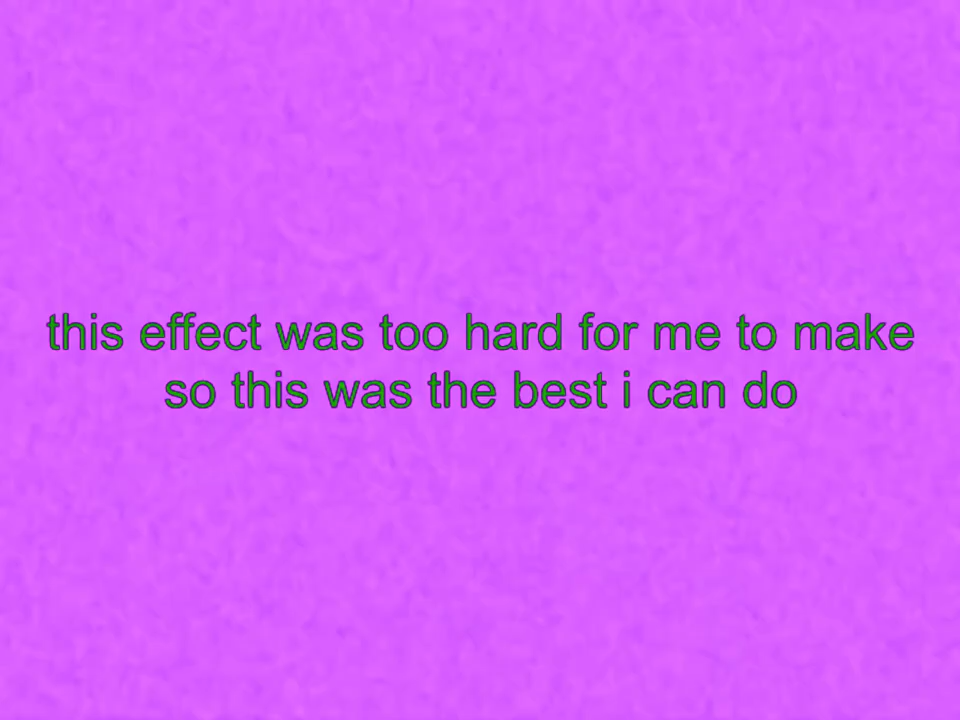 this effect was too hard for me to make
so this was the best i can do